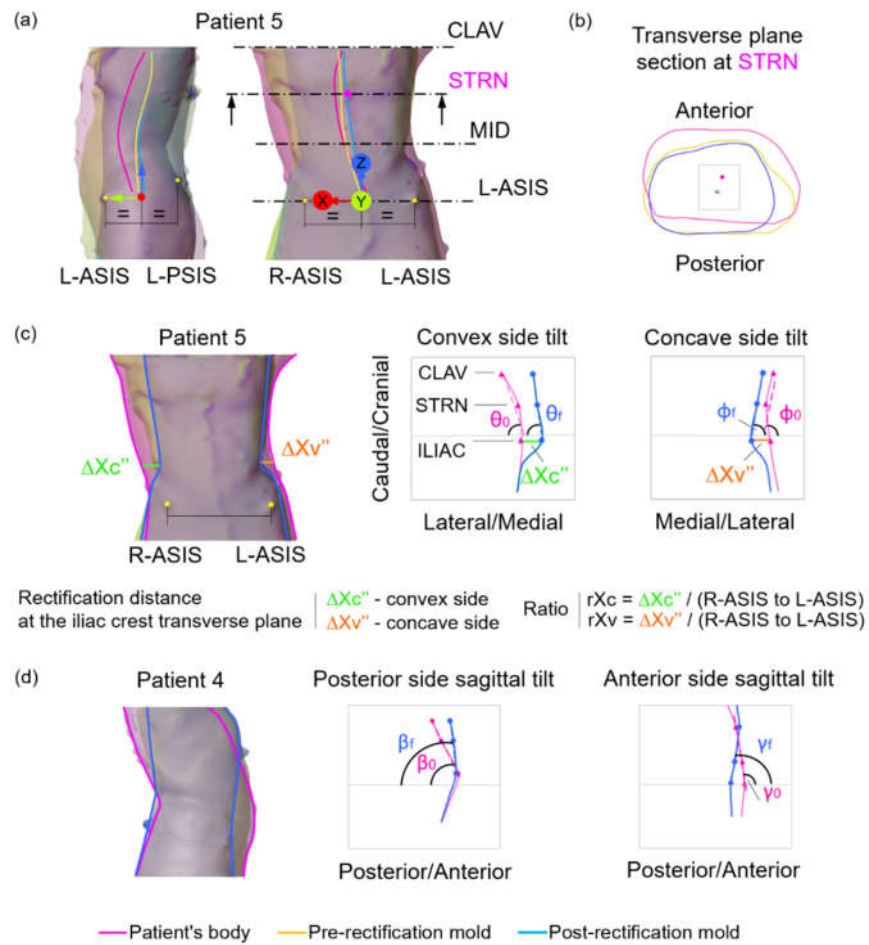 (a)
Patient 5
CLAV
STRN
MID
L-ASIS
Z
X
Y
=
=
=
=
L-ASIS
L-PSIS
R-ASIS
L-ASIS
(b)
Transverse plane
section at STRN
Anterior
Posterior
(c)
Patient 5
ΔXc"
ΔXv"
R-ASIS
L-ASIS
Convex side tilt
Caudal/Cranial
CLAV
STRN
ILIAC
θ0
θf
ΔXc"
Lateral/Medial
Concave side tilt
ϕf
ϕ0
ΔXv"
Medial/Lateral
Rectification distance
at the iliac crest transverse plane
ΔXc" - convex side
ΔXv" - concave side
Ratio
rXc = ΔXc" / (R-ASIS to L-ASIS)
rXv = ΔXv" / (R-ASIS to L-ASIS)
(d)
Patient 4
Posterior side sagittal tilt
βf
β0
Posterior/Anterior
Anterior side sagittal tilt
γf
γ0
Posterior/Anterior
Patient's body
Pre-rectification mold
Post-rectification mold